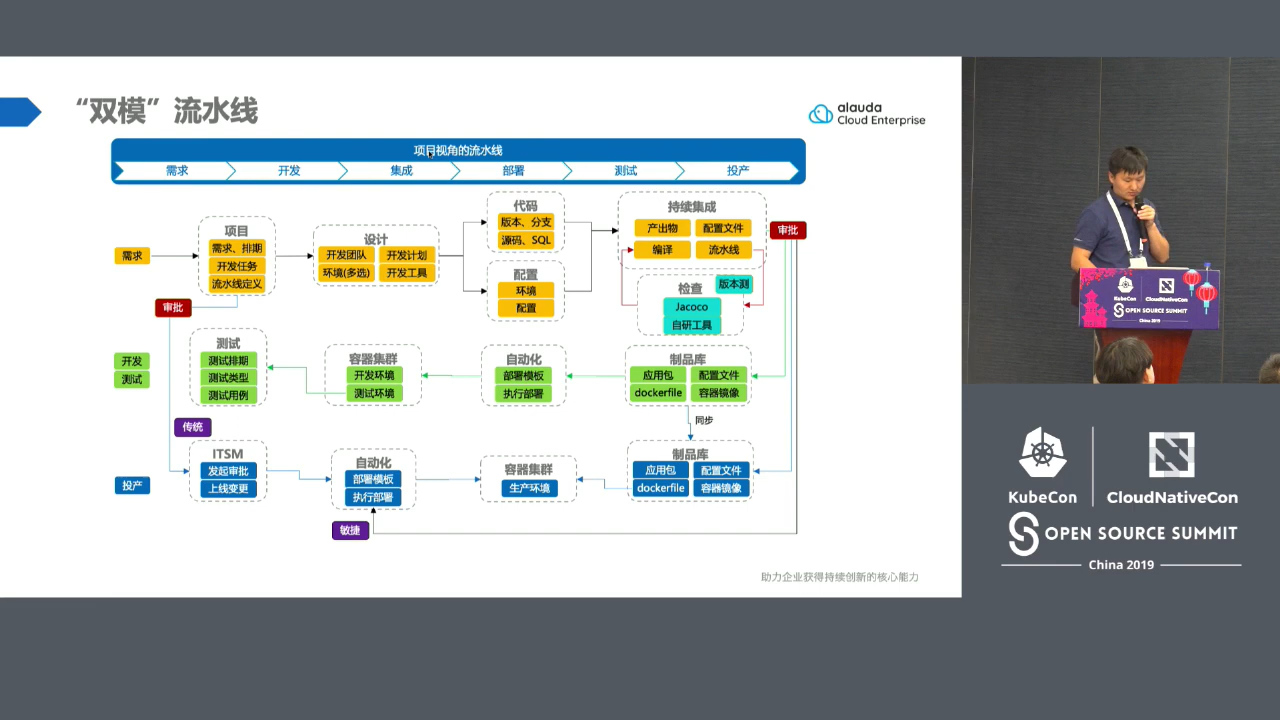 “双模”流水线
alauda
Cloud Enterprise
项目视角的流水线
需求
开发
集成
部署
测试
投产
需求
项目
需求、排期
开发任务
流水线定义
设计
开发团队
开发计划
环境(多选)
开发工具
代码
版本、分支
源码、SQL
配置
环境
配置
持续集成
产出物
配置文件
编译
流水线
检查
版本测
Jacoco
自研工具
审批
审批
开发
测试
测试
测试排期
测试类型
测试用例
容器集群
开发环境
测试环境
自动化
部署模板
执行部署
制品库
应用包
配置文件
dockerfile
容器镜像
同步
传统
投产
ITSM
发起审批
上线变更
自动化
部署模板
执行部署
容器集群
生产环境
制品库
应用包
配置文件
dockerfile
容器镜像
敏捷
助力企业获得持续创新的核心能力
KubeCon
CloudNativeCon
OPEN SOURCE SUMMIT
China 2019
KubeCon
CloudNativeCon
OPEN SOURCE SUMMIT
China 2019